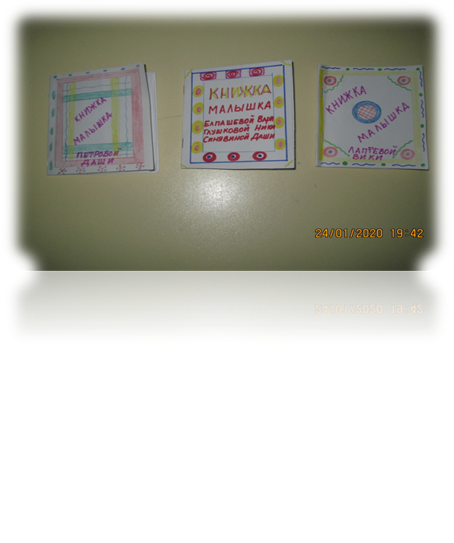 КНИЖКА
МАЛЫШКА
ПЕТРОВОЙ
ДАШИ
КНИЖКА
МАЛЫШКА
БАЛАШЕВОЙ ВАРИ
ГЛУШКОВОЙ НИКИ
СИНЯВИНОЙ ДАШИ
КНИЖКА
МАЛЫШКА
ЛАПТЕВОЙ
ВИКИ
24/01/2020 19:42